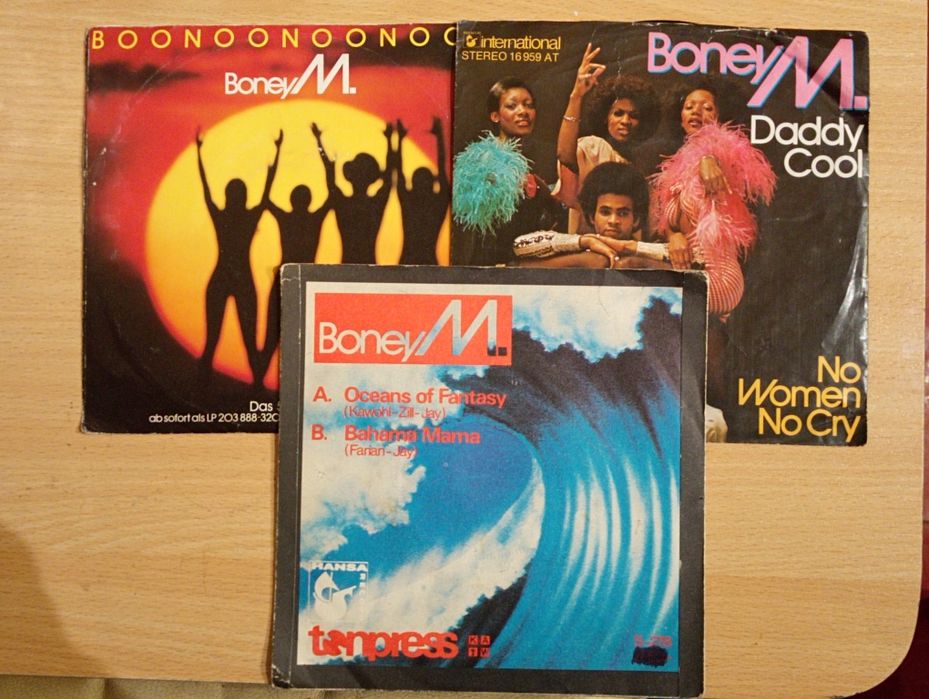 BOONOONOONOO
Boney M.
Das
ab sofort als LP 203 888-320
international
STEREO 16 959 AT
Boney M.
Daddy
Cool
No
Women
No Cry
Boney M.
A. Oceans of Fantasy
(Kawohl-Zill-Jay)
B. Bahama Mama
(Farian-Jay)
HANSA
tonpress
KA